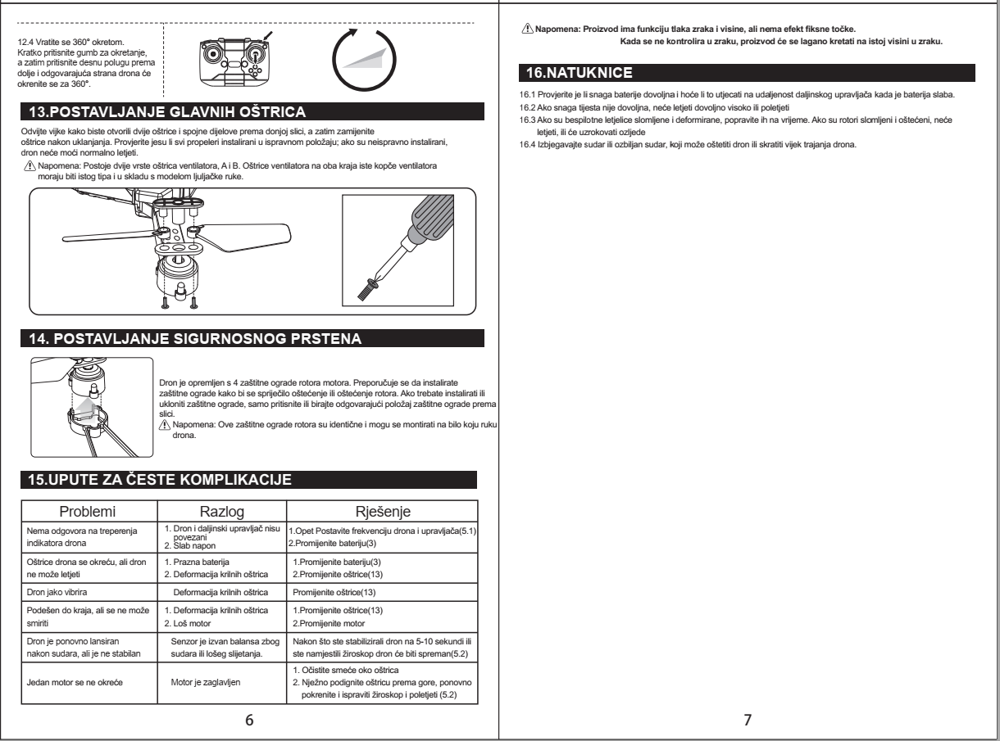 12.4 Vratite se 360° okretom.
Kratko pritisnite gumb za okretanje,
a zatim pritisnite desnu polugu prema
dolje i odgovarajuća strana drona će
okrenite se za 360°.
13.POSTAVLJANJE GLAVNIH OŠTRICA
Odvijte vijke kako biste otvorili dvije oštrice i spojne dijelove prema donjoj slici, a zatim zamijenite
oštrice nakon uklanjanja. Provjerite jesu li svi propeleri instalirani u ispravnom položaju; ako su neispravno instalirani,
dron neće moći normalno letjeti.
Napomena: Postoje dvije vrste oštrica ventilatora, A i B. Oštrice ventilatora na oba kraja iste kopče ventilatora
moraju biti istog tipa i u skladu s modelom ljuljačke ruke.
14. POSTAVLJANJE SIGURNOSNOG PRSTENA
Dron je opremljen s 4 zaštitne ograde rotora motora. Preporučuje se da instalirate
zaštitne ograde kako bi se spriječilo oštećenje ili oštećenje rotora. Ako trebate instalirati ili
ukloniti zaštitne ograde, samo pritisnite ili birajte odgovarajući položaj zaštitne ograde prema
slici.
Napomena: Ove zaštitne ograde rotora su identične i mogu se montirati na bilo koju ruku
drona.
15.UPUTE ZA ČESTE KOMPLIKACIJE
Problemi Razlog Rješenje
Nema odgovora na treperenja
indikatora drona
1. Dron i daljinski upravljač nisu
povezani
2. Slab napon
1.Opet Postavite frekvenciju drona i upravljača(5.1)
2.Promijenite bateriju(3)
Oštrice drona se okreću, ali dron
ne može letjeti
1. Prazna baterija
2. Deformacija krilnih oštrica
1.Promijenite bateriju(3)
2.Promijenite oštrice(13)
Dron jako vibrira
Deformacija krilnih oštrica
Promijenite oštrice(13)
Podešen do kraja, ali se ne može
smiriti
1. Deformacija krilnih oštrica
2. Loš motor
1.Promijenite oštrice(13)
2.Promijenite motor
Dron je ponovno lansiran
nakon sudara, ali je ne stabilan
Senzor je izvan balansa zbog
sudara ili lošeg slijetanja.
Nakon što ste stabilizirali dron na 5-10 sekundi ili
ste namjestili žiroskop dron će biti spreman(5.2)
Jedan motor se ne okreće
Motor je zaglavljen
1. Očistite smeće oko oštrica
2. Nježno podignite oštricu prema gore, ponovno
pokrenite i ispraviti žiroskop i poletjeti (5.2)
6
Napomena: Proizvod ima funkciju tlaka zraka i visine, ali nema efekt fiksne točke.
Kada se ne kontrolira u zraku, proizvod će se lagano kretati na istoj visini u zraku.
16.NATUKNICE
16.1 Provjerite je li snaga baterije dovoljna i hoće li to utjecati na udaljenost daljinskog upravljača kada je baterija slaba.
16.2 Ako snaga tijesta nije dovoljna, neće letjeti dovoljno visoko ili poletjeti
16.3 Ako su bespilotne letjelice slomljene i deformirane, popravite ih na vrijeme. Ako su rotori slomljeni i oštećeni, neće
letjeti, ili će uzrokovati ozljede
16.4 Izbjegavajte sudar ili ozbiljan sudar, koji može oštetiti dron ili skratiti vijek trajanja drona.
7